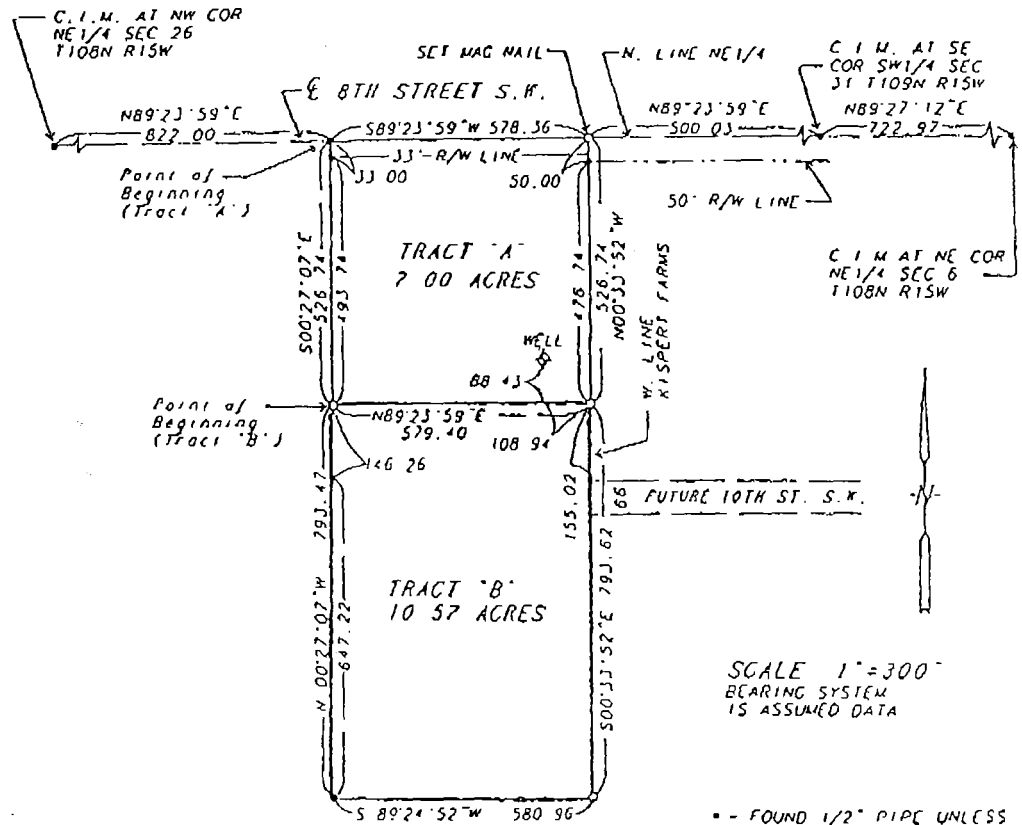 C.I.M. AT NW COR
NE1/4 SEC 26
T108N R15W
SET MAG NAIL
N. LINE NE1/4
C I M. AT SE
COR SW1/4 SEC
31 T109N R15W
℄ 8TH STREET S.W.
N89°23'59"E
822.00
S89°23'59"W 578.36
N89°23'59"E
500 03
N89°27'12"E
722.97
33' R/W LINE
33 00
50.00
50' R/W LINE
Point of
Beginning
(Tract "A")
S00°27'07"E
526 74
493 74
TRACT "A"
7 00 ACRES
476 74
526.74
N00°33'52"W
W. LINE
KISPERT FARMS
C I M AT NE COR
NE1/4 SEC 6
T108N R15W
WELL
88 43
Point of
Beginning
(Tract "B")
N89°23'59"E
579.40
108 94
146 26
793.47
155.02
66
FUTURE 10TH ST. S.W.
N
TRACT "B"
10 57 ACRES
N 00°27'07"W
647.22
S00°33'52"E 793.62
SCALE 1"=300'
BEARING SYSTEM
IS ASSUMED DATA
S 89°24'52"W 580 96
• - FOUND 1/2" PIPE UNLESS